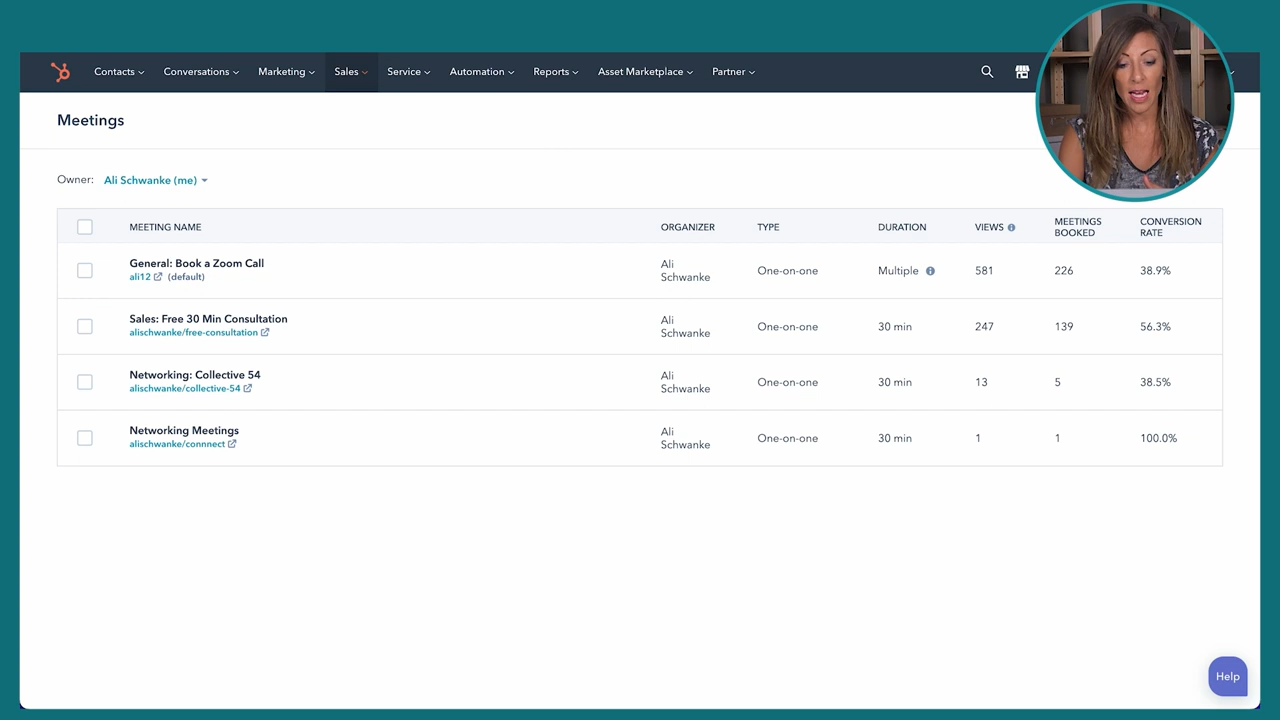 Contacts Conversations Marketing Sales Service Automation Reports Asset Marketplace Partner
Meetings
Owner: Ali Schwanke (me)
MEETING NAME ORGANIZER TYPE DURATION VIEWS MEETINGS BOOKED CONVERSION RATE
General: Book a Zoom Call
ali12 (default)
Ali Schwanke One-on-one Multiple 581 226 38.9%
Sales: Free 30 Min Consultation
alischwanke/free-consultation
Ali Schwanke One-on-one 30 min 247 139 56.3%
Networking: Collective 54
alischwanke/collective-54
Ali Schwanke One-on-one 30 min 13 5 38.5%
Networking Meetings
alischwanke/connnect
Ali Schwanke One-on-one 30 min 1 1 100.0%
Help